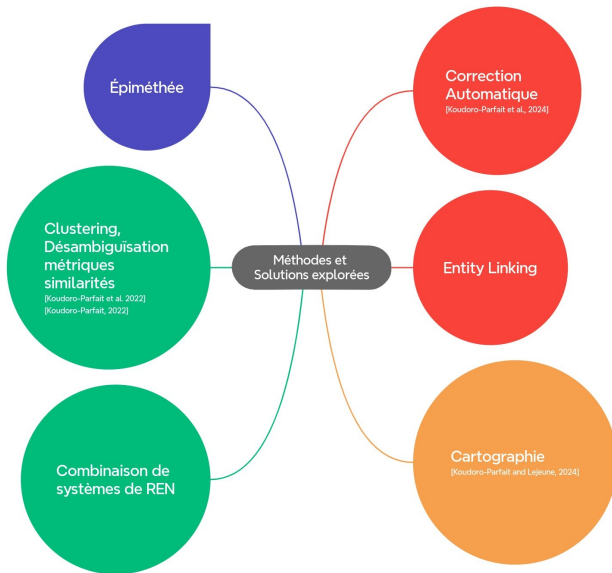 Épiméthée
Correction
Automatique
[Koudoro-Parfait et al., 2024]
Clustering,
Désambiguïsation
métriques
similarités
[Koudoro-Parfait et al. 2022]
[Koudoro-Parfait, 2022]
Méthodes et
Solutions explorées
Entity Linking
Combinaison de
systèmes de REN
Cartographie
[Koudoro-Parfait and Lejeune, 2024]